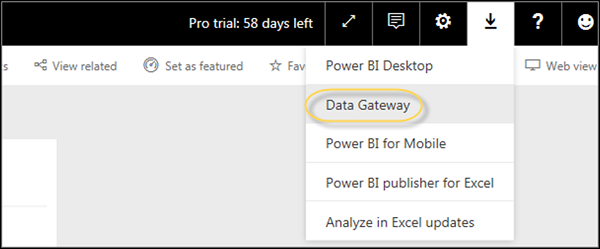 Pro trial: 58 days left
?
View related
Set as featured
Fav
Web view
Power BI Desktop
Data Gateway
Power BI for Mobile
Power BI publisher for Excel
Analyze in Excel updates